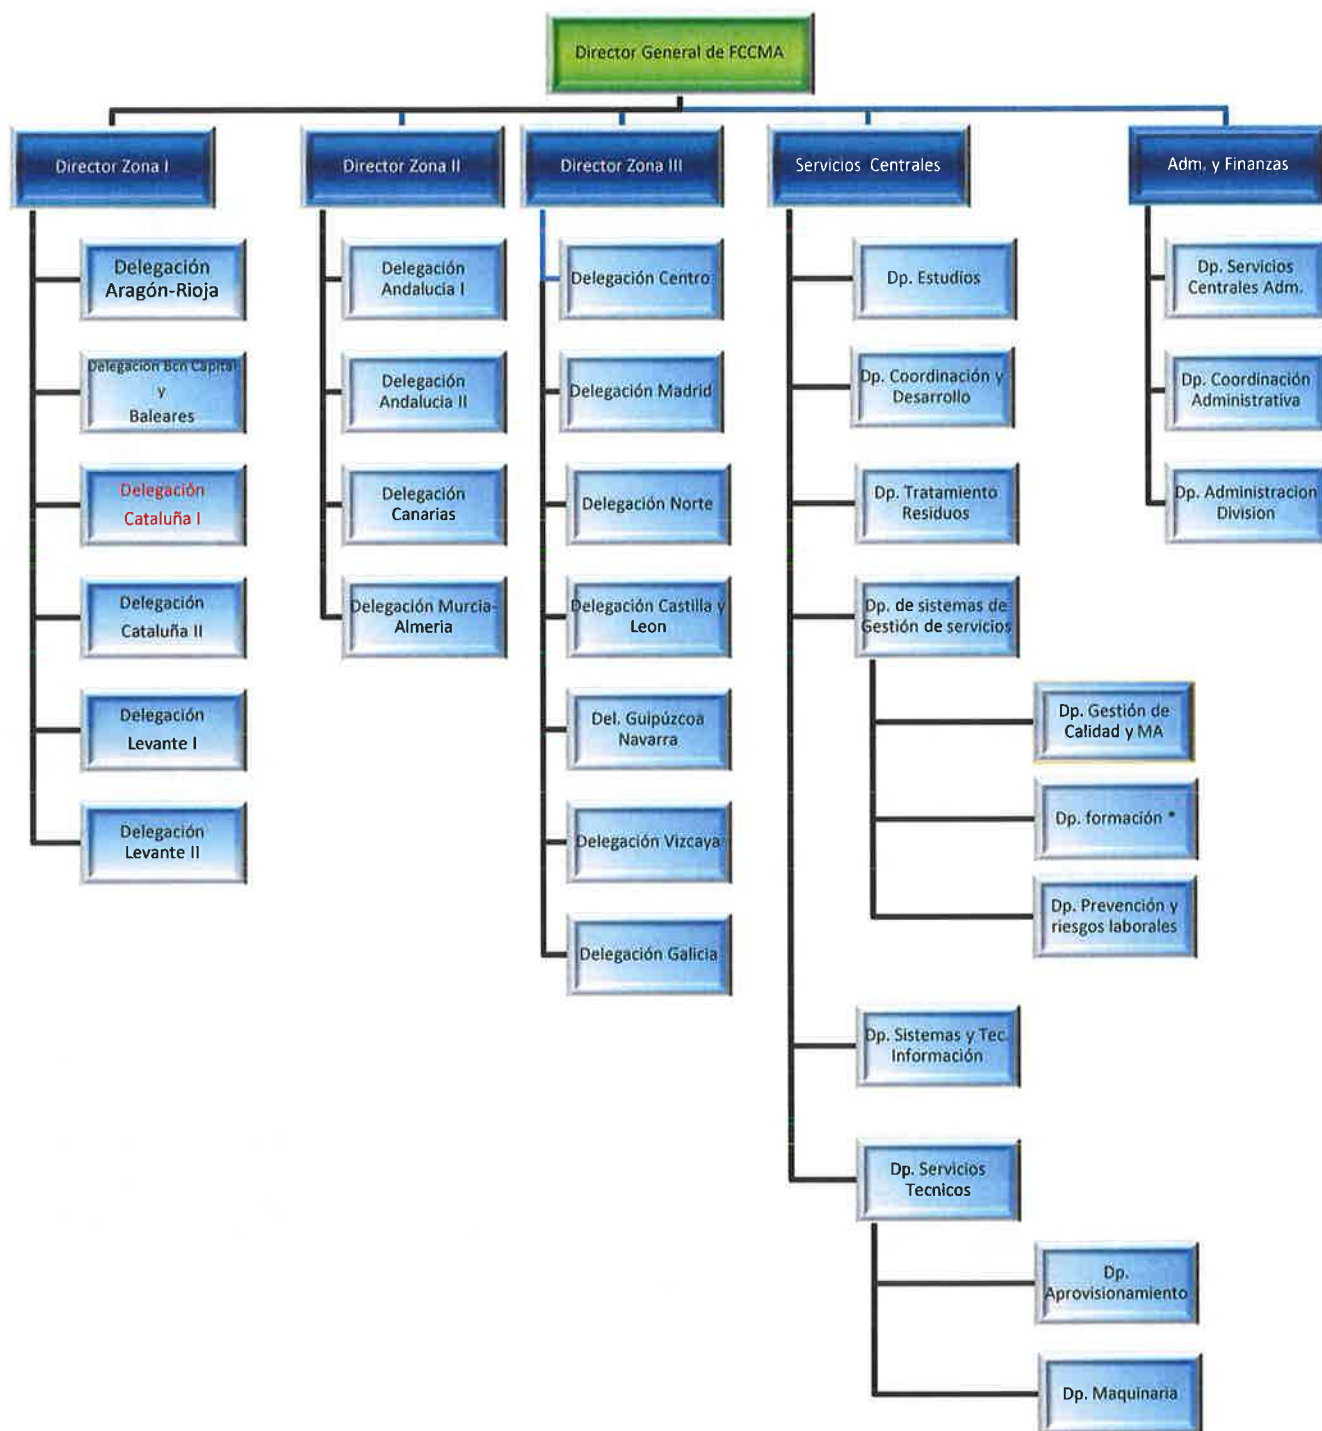 Director General de FCCMA
Director Zona I
Director Zona II
Director Zona III
Servicios Centrales
Adm. y Finanzas
Delegación
Aragón-Rioja
Delegacion Bcn Capital
y
Baleares
Delegación
Cataluña I
Delegación
Cataluña II
Delegación
Levante I
Delegación
Levante II
Delegación
Andalucia I
Delegación
Andalucia II
Delegación
Canarias
Delegación Murcia-
Almeria
Delegación Centro
Delegación Madrid
Delegación Norte
Delegación Castilla y
Leon
Del. Guipúzcoa
Navarra
Delegación Vizcaya
Delegación Galicia
Dp. Estudios
Dp. Coordinación y
Desarrollo
Dp. Tratamiento
Residuos
Dp. de sistemas de
Gestión de servicios
Dp. Gestión de
Calidad y MA
Dp. formación *
Dp. Prevención y
riesgos laborales
Dp. Sistemas y Tec.
Información
Dp. Servicios
Tecnicos
Dp.
Aprovisionamiento
Dp. Maquinaria
Dp. Servicios
Centrales Adm.
Dp. Coordinación
Administrativa
Dp. Administracion
Division